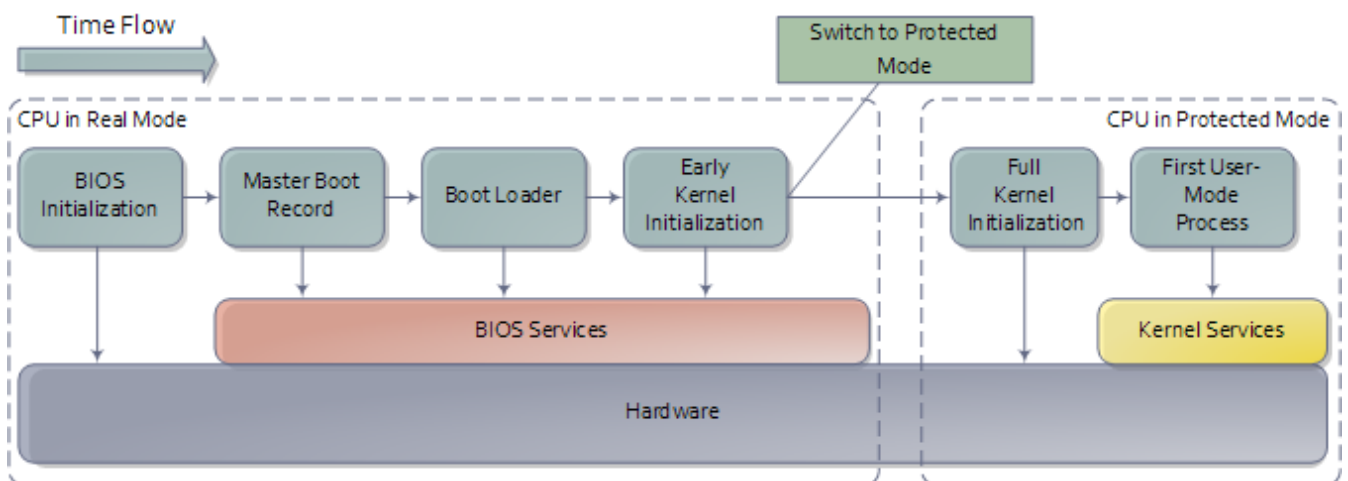 Time Flow
Switch to Protected
Mode
CPU in Real Mode
CPU in Protected Mode
BIOS
Initialization
Master Boot
Record
Boot Loader
Early
Kernel
Initialization
Full
Kernel
Initialization
First User-
Mode
Process
BIOS Services
Kernel Services
Hardware